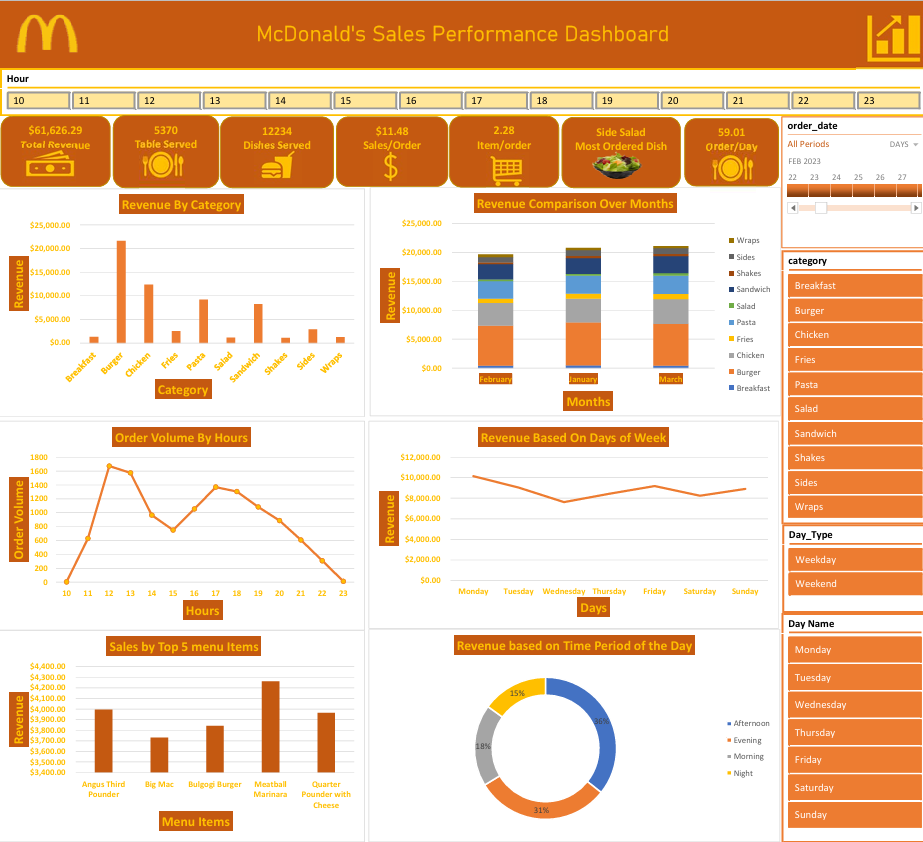 McDonald's Sales Performance Dashboard
Hour
10 11 12 13 14 15 16 17 18 19 20 21 22 23
$61,626.29
Total Revenue
5370
Table Served
12234
Dishes Served
$11.48
Sales/Order
$
2.28
Item/order
Side Salad
Most Ordered Dish
59.01
Order/Day
order_date
All Periods DAYS
FEB 2023
22 23 24 25 26 27
Revenue By Category
Revenue
$25,000.00
$20,000.00
$15,000.00
$10,000.00
$5,000.00
$0.00
Breakfast Burger Chicken Fries Pasta Salad Sandwich Shakes Sides Wraps
Category
Revenue Comparison Over Months
Revenue
$25,000.00
$20,000.00
$15,000.00
$10,000.00
$5,000.00
$0.00
February January March
Months
Wraps
Sides
Shakes
Sandwich
Salad
Pasta
Fries
Chicken
Burger
Breakfast
category
Breakfast
Burger
Chicken
Fries
Pasta
Salad
Sandwich
Shakes
Sides
Wraps
Order Volume By Hours
Order Volume
1800
1600
1400
1200
1000
800
600
400
200
0
10 11 12 13 14 15 16 17 18 19 20 21 22 23
Hours
Revenue Based On Days of Week
Revenue
$12,000.00
$10,000.00
$8,000.00
$6,000.00
$4,000.00
$2,000.00
$0.00
Monday Tuesday Wednesday Thursday Friday Saturday Sunday
Days
Day_Type
Weekday
Weekend
Day Name
Monday
Tuesday
Wednesday
Thursday
Friday
Saturday
Sunday
Sales by Top 5 menu Items
Revenue
$4,400.00
$4,300.00
$4,200.00
$4,100.00
$4,000.00
$3,900.00
$3,800.00
$3,700.00
$3,600.00
$3,500.00
$3,400.00
Angus Third Big Mac Bulgogi Burger Meatball Quarter
Pounder Marinara Pounder with
Cheese
Menu Items
Revenue based on Time Period of the Day
15%
36%
18%
31%
Afternoon
Evening
Morning
Night